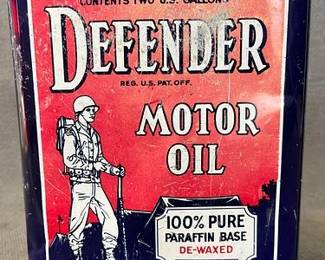 CONTENTS TWO U.S. GALLONS
DEFENDER
REG. U.S. PAT. OFF.
MOTOR
OIL
100% PURE
PARAFFIN BASE
DE-WAXED